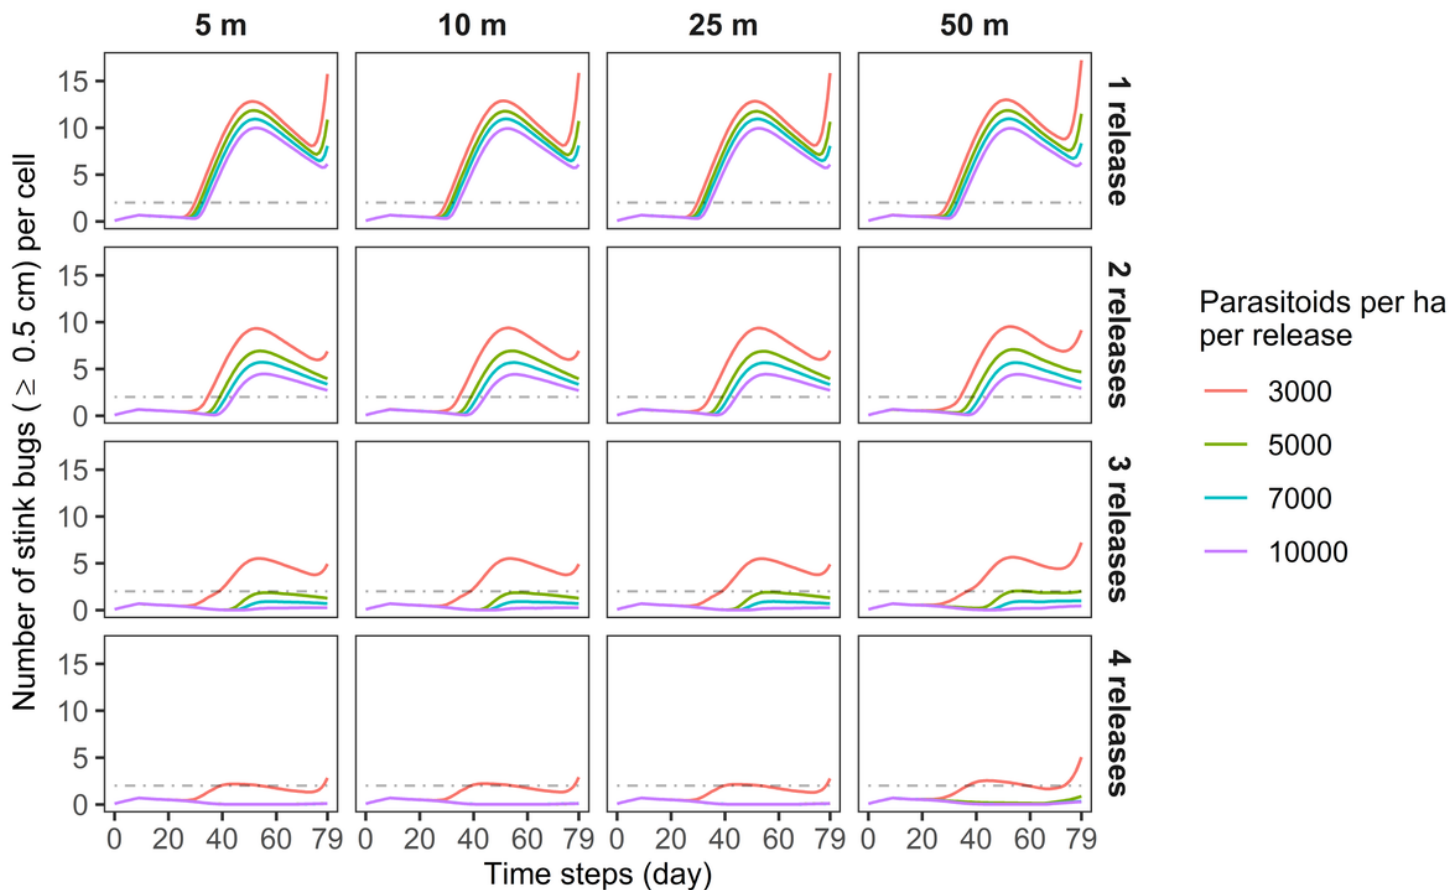 5 m 10 m 25 m 50 m
Number of stink bugs ( ≥ 0.5 cm) per cell
15
10
5
0
1 release
15
10
5
0
2 releases
15
10
5
0
3 releases
15
10
5
0
4 releases
0 20 40 60 79 0 20 40 60 79 0 20 40 60 79 0 20 40 60 79
Time steps (day)
Parasitoids per ha
per release
3000
5000
7000
10000